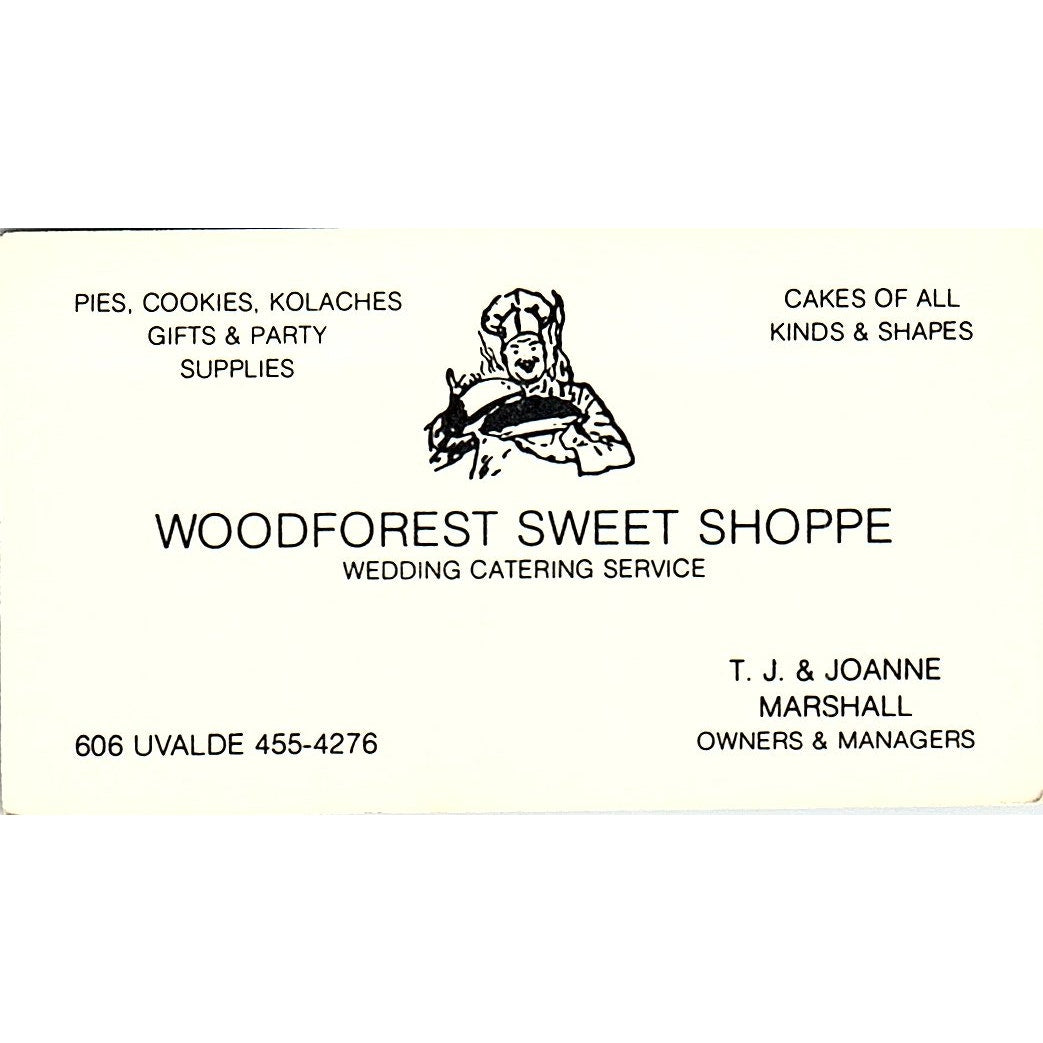 PIES, COOKIES, KOLACHES
GIFTS & PARTY
SUPPLIES
CAKES OF ALL
KINDS & SHAPES
WOODFOREST SWEET SHOPPE
WEDDING CATERING SERVICE
T. J. & JOANNE
MARSHALL
OWNERS & MANAGERS
606 UVALDE 455-4276